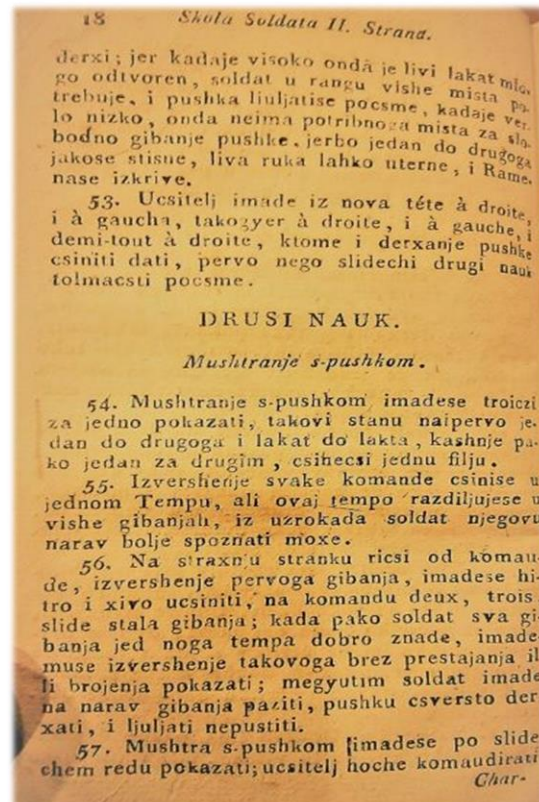 18 Skola Soldata II. Strana.
derxi; jer kadaje visoko onda je livi lakat mlo-
go odtvoren, soldat u rangu vishe mista po-
trebuje, i pushka liuljatise pocsme, kadaje ver-
lo nizko, onda neima potribnoga mista za slo-
bodno gibanje pushke, jerbo jedan do drugoga
jakose stisne, liva ruka lahko uterne, i Rame-
nase izkrive.
53. Ucsitelj imade iz nova téte à droite,
i à gaucha, takogyer à droite, i à gauche, i
demi-tout à droite, ktome i derxanje pushke
csiniti dati, pervo nego slidechi drugi nauk
tolmacsti pocsme.
DRUSI NAUK.
Mushtranje s-pushkom.
54. Mushtranje s-pushkom imadese troiczi
za jedno pokazati, takovi stanu naipervo je-
dan do drugoga i lakat do lakta, kashnje pa-
ko jedan za drugim, csihecsi jednu filju.
55. Izvershenje svake komande csinise u
jednom Tempu, ali ovaj tempo razdiljujese u
vishe gibanjah, iz uzrokada soldat njegovu
narav bolje spoznati moxe.
56. Na straxnju stranku ricsi od komau-
de, izvershenje pervoga gibanja, imadese hi-
tro i xivo ucsiniti, na komandu deux, trois,
slide stala gibanja; kada pako soldat sva gi-
banja jed noga tempa dobro znade, imade-
muse izvershenje takovoga brez prestajanja il
li brojenja pokazati; megyutim soldat imade
na narav gibanja paziti, pushku csversto der
xati, i ljuljati nepustiti.
57. Mushtra s-pushkom imadese po slide
chem redu pokazati; ucsitelj hoche komaudirati
Char-